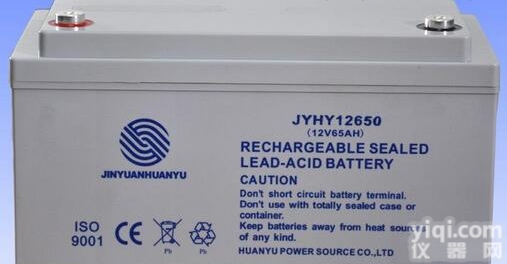 JYHY12650
(12V65AH)
RECHARGEABLE SEALED
LEAD-ACID BATTERY
JINYUANHUANYU
CAUTION
Don't short circuit battery terminal.
Don't use with totally sealed case or
container.
Keep batteries away from heat source
of any kind.
ISO
9001
Pb
Pb
HUANYU POWER SOURCE CO.,LTD
yiqi.com
仪器网